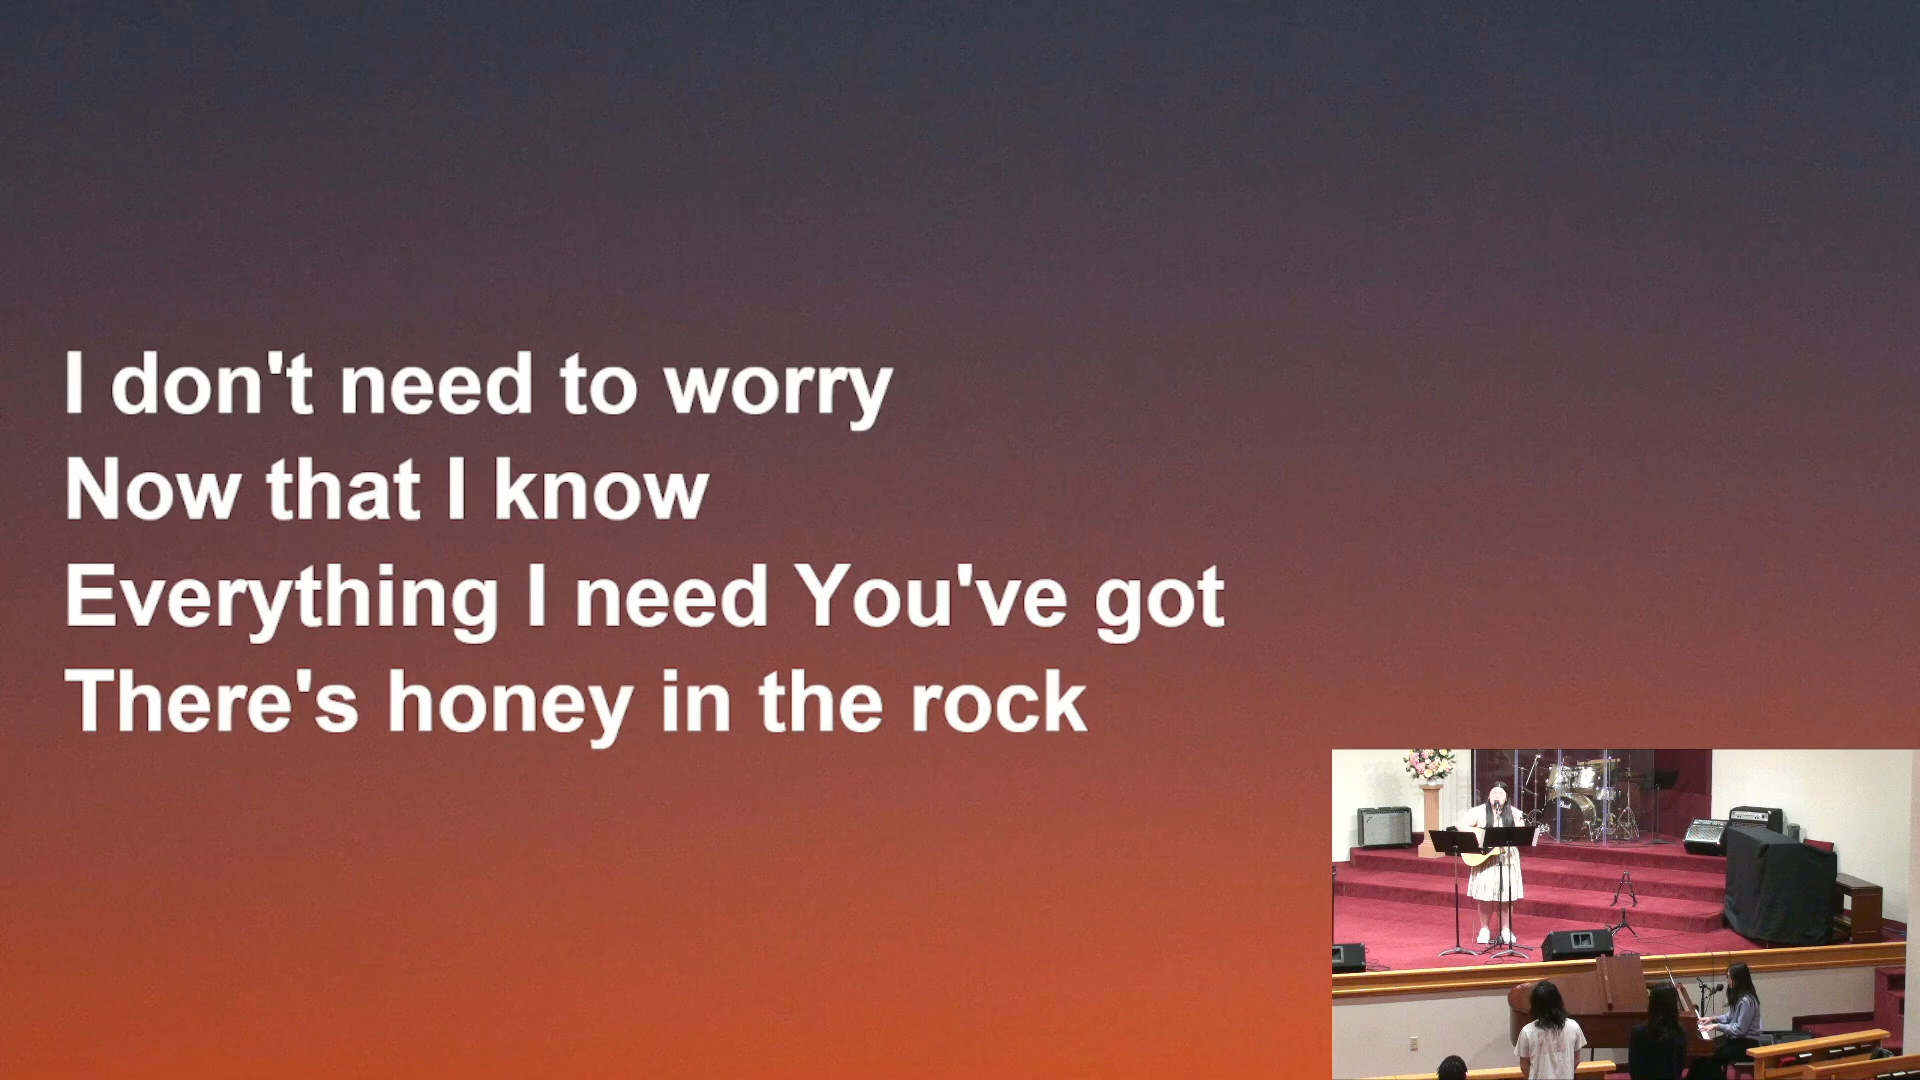 I don't need to worry
Now that I know
Everything I need You've got
There's honey in the rock